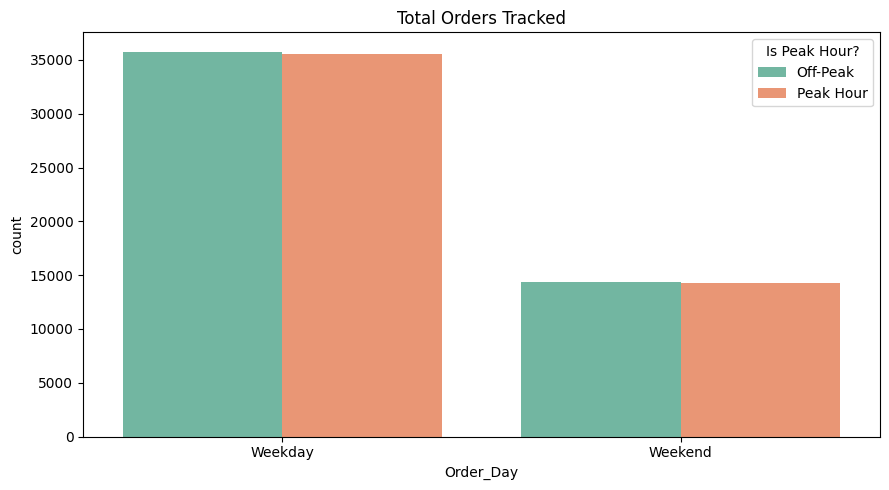 Total Orders Tracked
Is Peak Hour?
Off-Peak
Peak Hour
count
35000
30000
25000
20000
15000
10000
5000
0
Weekday
Weekend
Order_Day